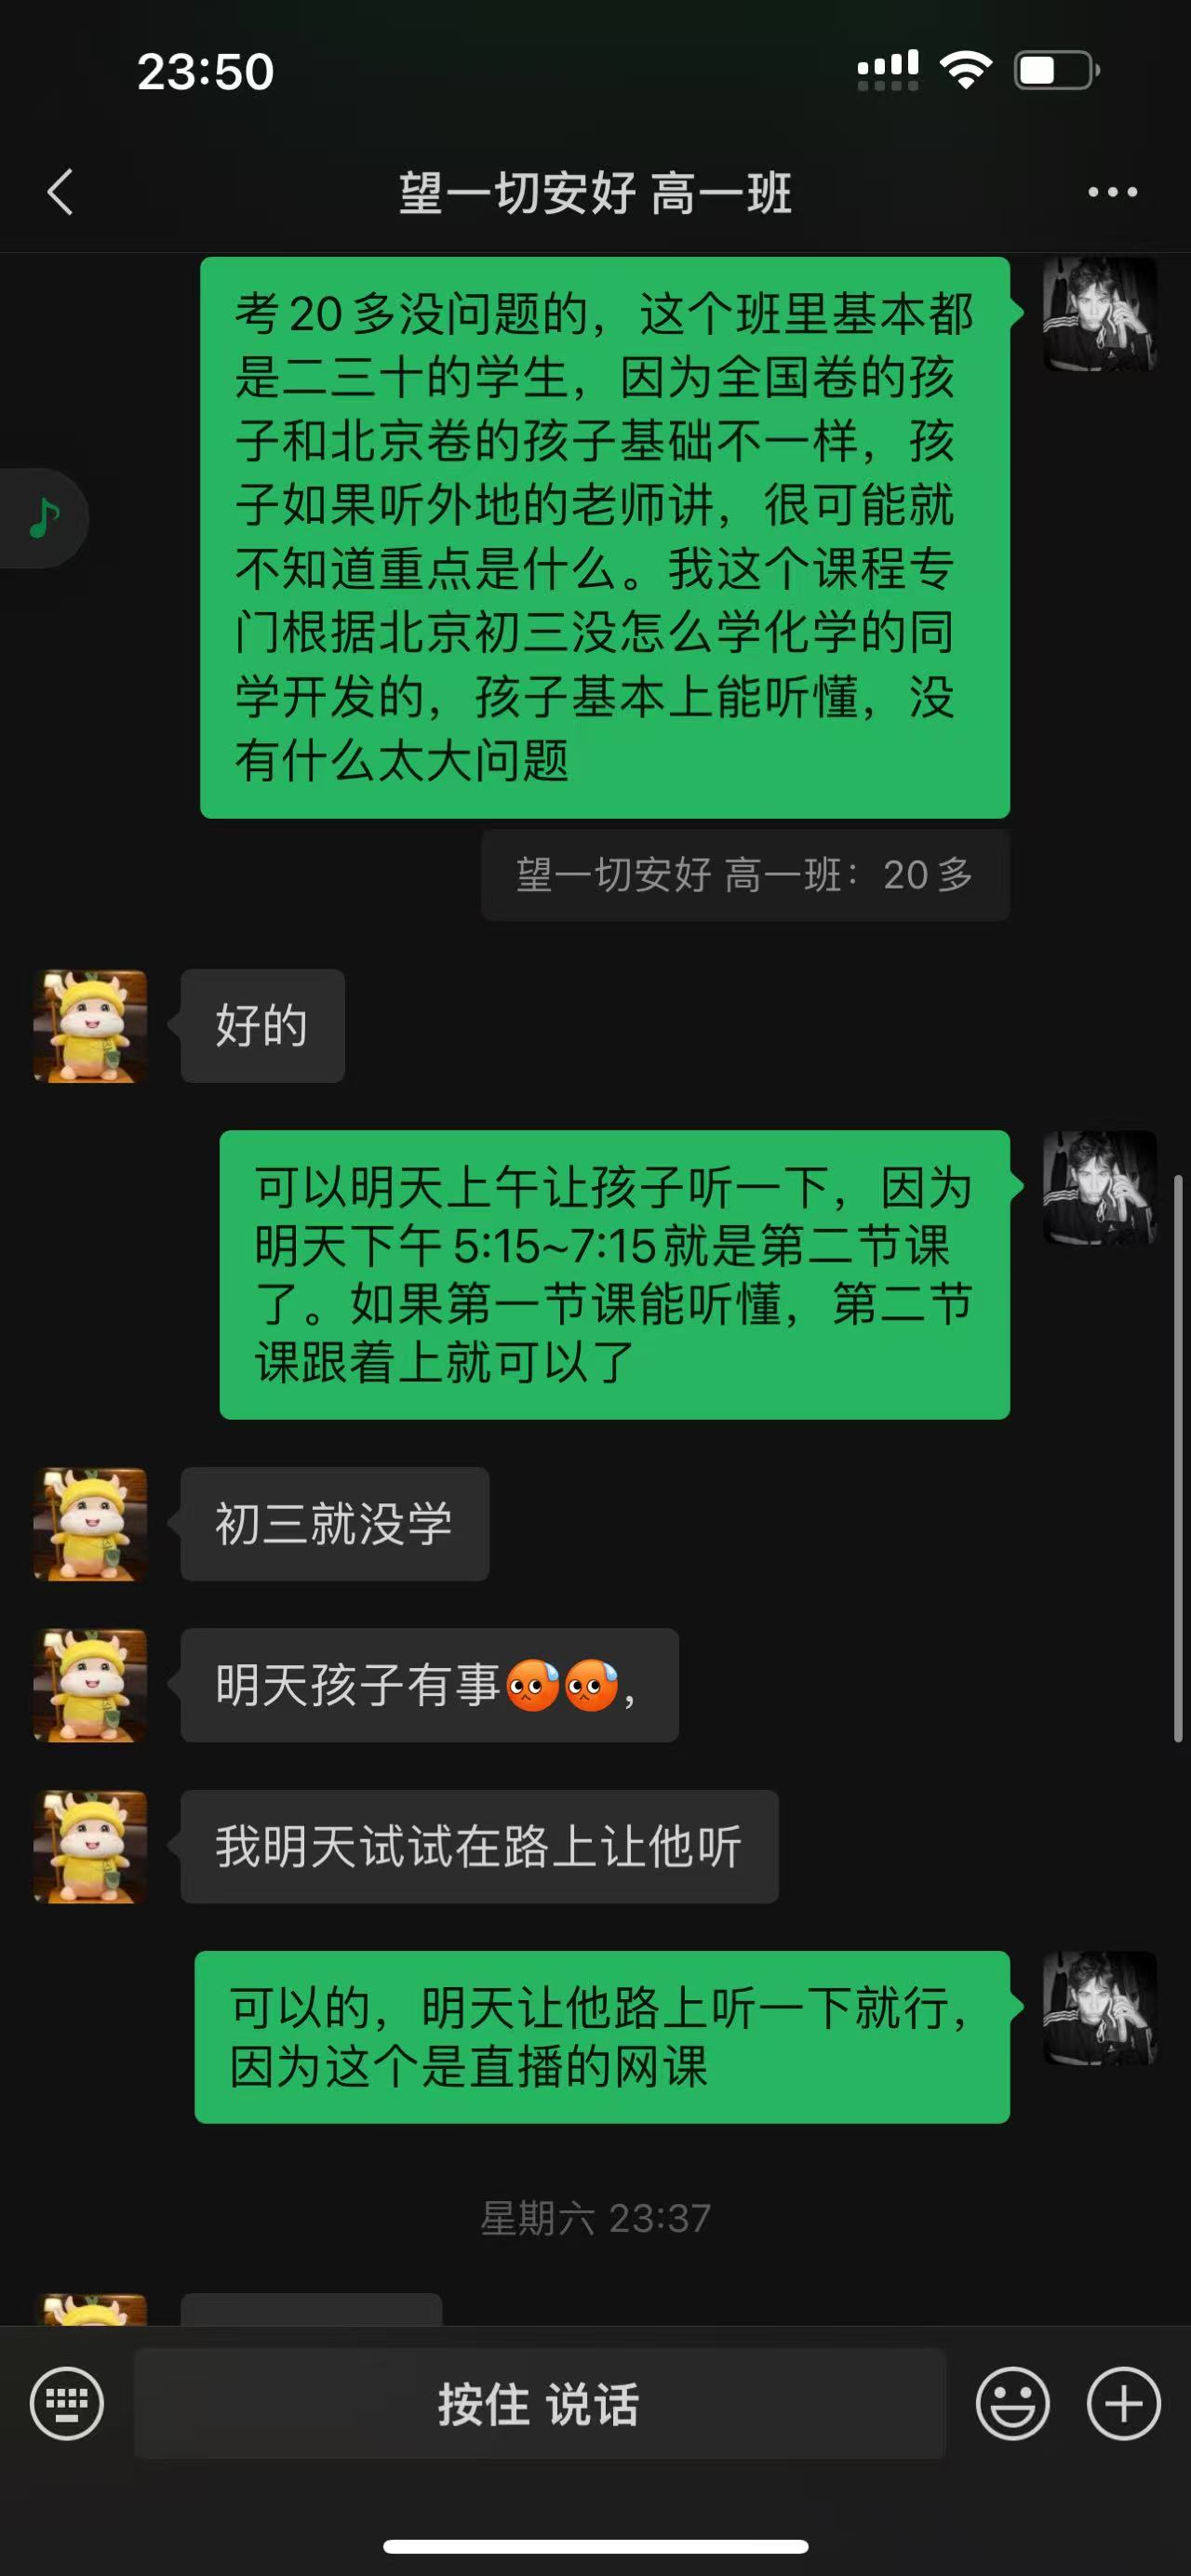 23:50
望一切安好 高一班
考20多没问题的，这个班里基本都
是二三十的学生，因为全国卷的孩
子和北京卷的孩子基础不一样，孩
子如果听外地的老师讲，很可能就
不知道重点是什么。我这个课程专
门根据北京初三没怎么学化学的同
学开发的，孩子基本上能听懂，没
有什么太大问题
望一切安好 高一班：20多
好的
可以明天上午让孩子听一下，因为
明天下午5:15~7:15就是第二节课
了。如果第一节课能听懂，第二节
课跟着上就可以了
初三就没学
明天孩子有事，
我明天试试在路上让他听
可以的，明天让他路上听一下就行，
因为这个是直播的网课
星期六 23:37
按住 说话